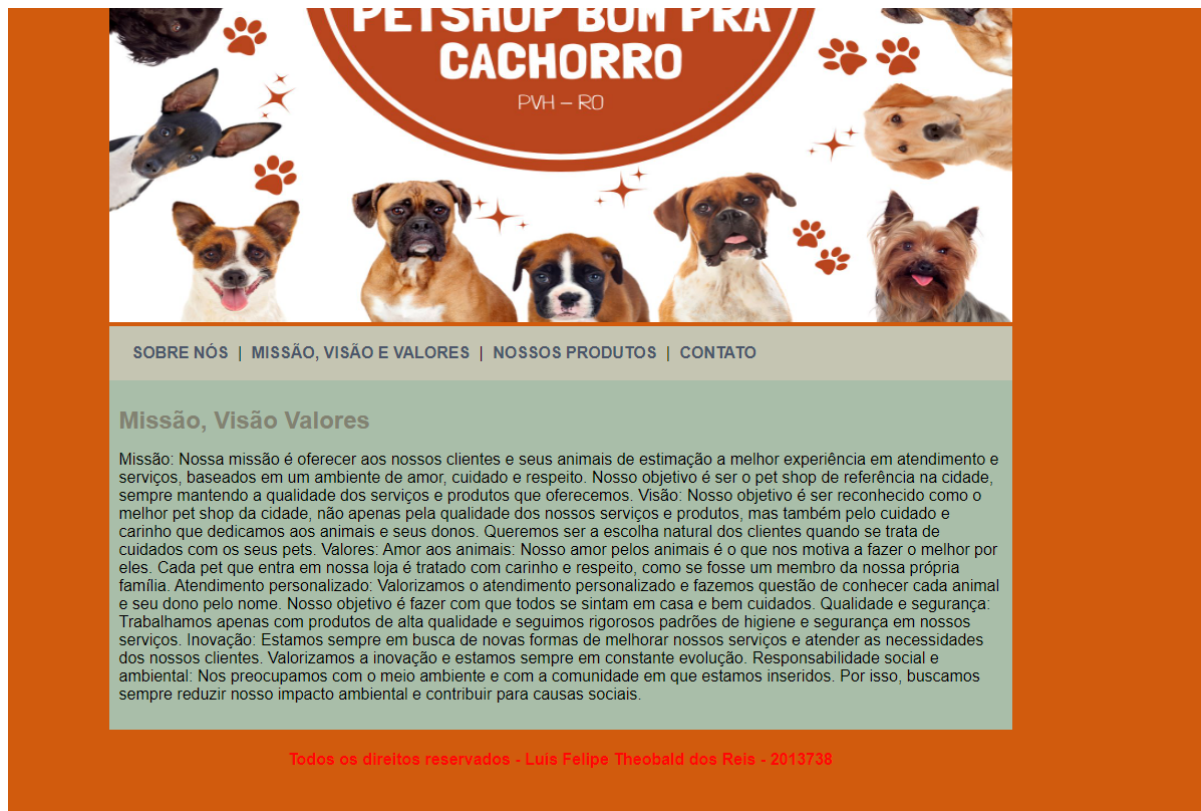 PETSHOP BOM PRA
CACHORRO
PVH – RO
SOBRE NÓS | MISSÃO, VISÃO E VALORES | NOSSOS PRODUTOS | CONTATO
Missão, Visão Valores
Missão: Nossa missão é oferecer aos nossos clientes e seus animais de estimação a melhor experiência em atendimento e
serviços, baseados em um ambiente de amor, cuidado e respeito. Nosso objetivo é ser o pet shop de referência na cidade,
sempre mantendo a qualidade dos serviços e produtos que oferecemos. Visão: Nosso objetivo é ser reconhecido como o
melhor pet shop da cidade, não apenas pela qualidade dos nossos serviços e produtos, mas também pelo cuidado e
carinho que dedicamos aos animais e seus donos. Queremos ser a escolha natural dos clientes quando se trata de
cuidados com os seus pets. Valores: Amor aos animais: Nosso amor pelos animais é o que nos motiva a fazer o melhor por
eles. Cada pet que entra em nossa loja é tratado com carinho e respeito, como se fosse um membro da nossa própria
família. Atendimento personalizado: Valorizamos o atendimento personalizado e fazemos questão de conhecer cada animal
e seu dono pelo nome. Nosso objetivo é fazer com que todos se sintam em casa e bem cuidados. Qualidade e segurança:
Trabalhamos apenas com produtos de alta qualidade e seguimos rigorosos padrões de higiene e segurança em nossos
serviços. Inovação: Estamos sempre em busca de novas formas de melhorar nossos serviços e atender as necessidades
dos nossos clientes. Valorizamos a inovação e estamos sempre em constante evolução. Responsabilidade social e
ambiental: Nos preocupamos com o meio ambiente e com a comunidade em que estamos inseridos. Por isso, buscamos
sempre reduzir nosso impacto ambiental e contribuir para causas sociais.
Todos os direitos reservados - Luis Felipe Theobald dos Reis - 2013738